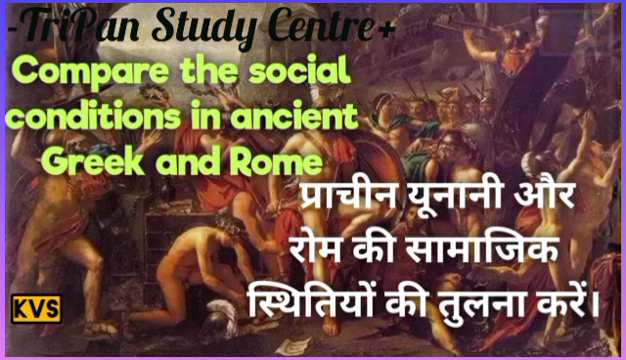 -TriPan Study Centre+
Compare the social
conditions in ancient
Greek and Rome
प्राचीन यूनानी और
रोम की सामाजिक
स्थितियों की तुलना करें।
KVS